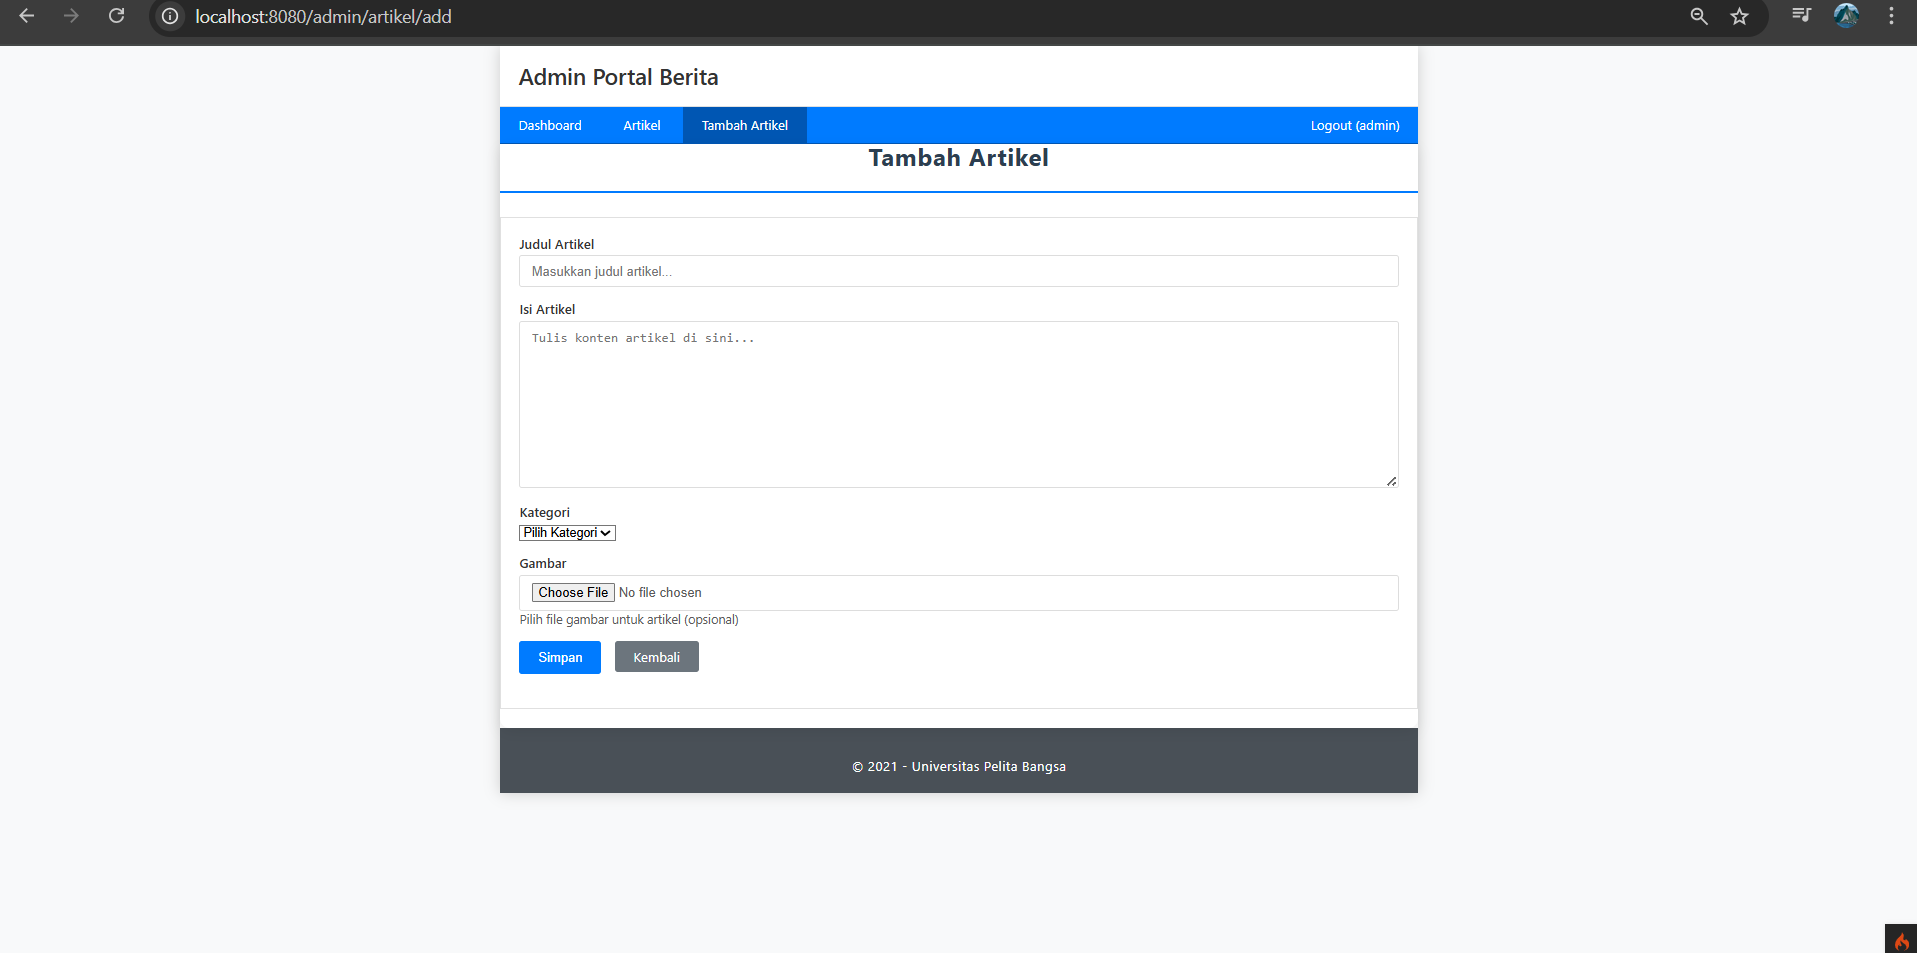 localhost:8080/admin/artikel/add
Admin Portal Berita
Dashboard Artikel Tambah Artikel Logout (admin)
Tambah Artikel
Judul Artikel
Masukkan judul artikel...
Isi Artikel
Tulis konten artikel di sini...
Kategori
Pilih Kategori
Gambar
Choose File No file chosen
Pilih file gambar untuk artikel (opsional)
Simpan Kembali
© 2021 - Universitas Pelita Bangsa